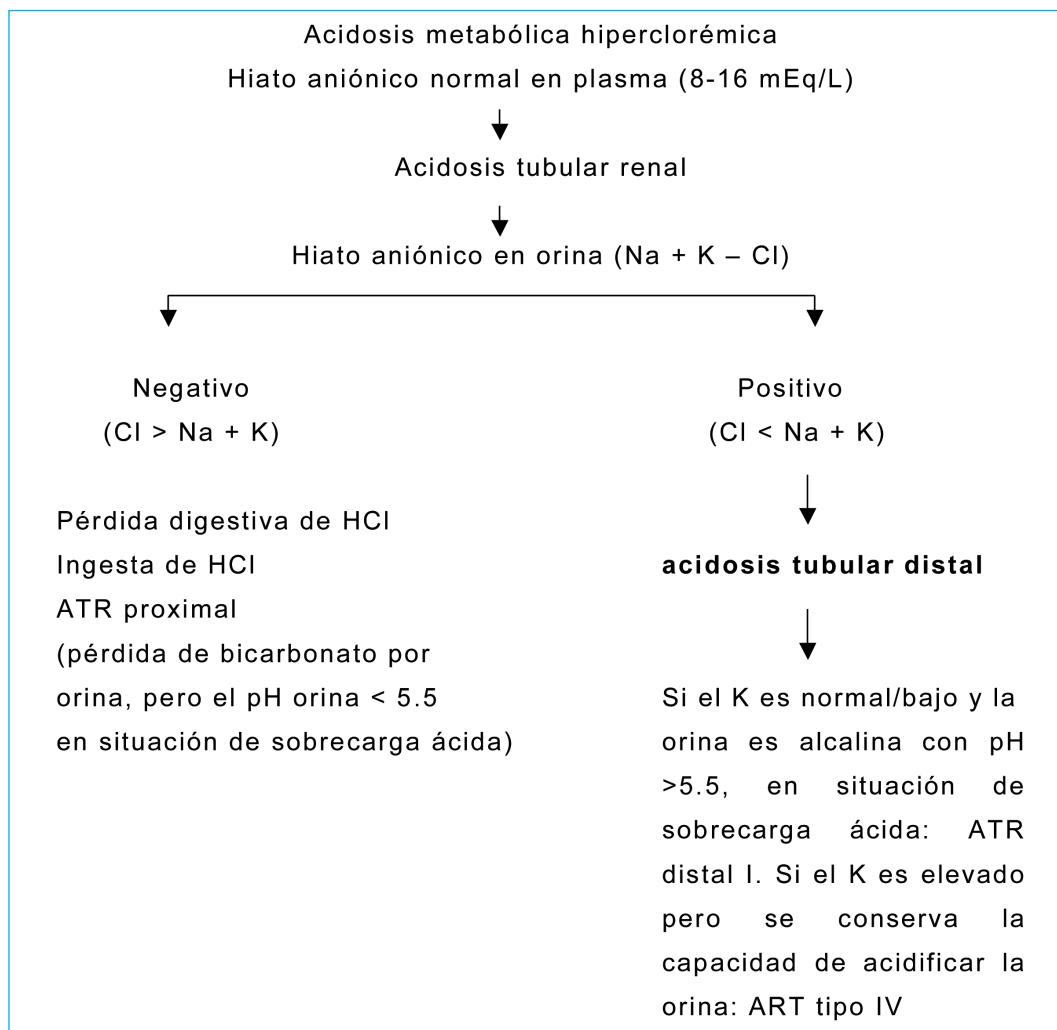 Acidosis metabólica hiperclorémica
Hiato aniónico normal en plasma (8-16 mEq/L)
Acidosis tubular renal
Hiato aniónico en orina (Na + K – Cl)
Negativo
(Cl > Na + K)
Pérdida digestiva de HCl
Ingesta de HCl
ATR proximal
(pérdida de bicarbonato por
orina, pero el pH orina < 5.5
en situación de sobrecarga ácida)
Positivo
(Cl < Na + K)
acidosis tubular distal
Si el K es normal/bajo y la
orina es alcalina con pH
>5.5, en situación de
sobrecarga ácida: ATR
distal I. Si el K es elevado
pero se conserva la
capacidad de acidificar la
orina: ART tipo IV